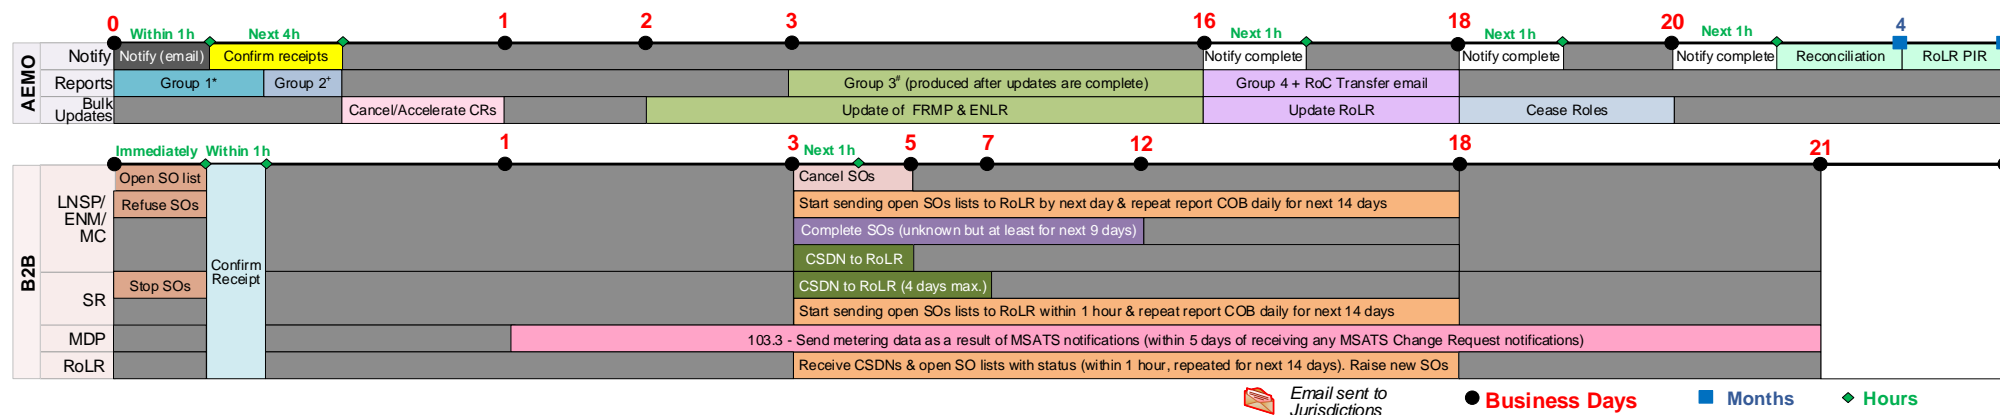 0 1 2 3 16 18 20 4
Within 1h Next 4h Next 1h Next 1h Next 1h
AEMO
Notify Notify (email) Confirm receipts Notify complete Notify complete Notify complete Reconciliation RoLR PIR
Reports Group 1* Group 2+ Group 3# (produced after updates are complete) Group 4 + RoC Transfer email
Bulk
Updates Cancel/Accelerate CRs Update of FRMP & ENLR Update RoLR Cease Roles
1 3 5 7 12 18 21
Immediately Within 1h Next 1h
B2B
LNSP/
ENM/
MC
Open SO list Cancel SOs
Refuse SOs Start sending open SOs lists to RoLR by next day & repeat report COB daily for next 14 days
Complete SOs (unknown but at least for next 9 days)
Confirm
Receipt
CSDN to RoLR
SR
Stop SOs CSDN to RoLR (4 days max.)
Start sending open SOs lists to RoLR within 1 hour & repeat report COB daily for next 14 days
MDP 103.3 - Send metering data as a result of MSATS notifications (within 5 days of receiving any MSATS Change Request notifications)
RoLR Receive CSDNs & open SO lists with status (within 1 hour, repeated for next 14 days). Raise new SOs
Email sent to
Jurisdictions
Business Days Months Hours